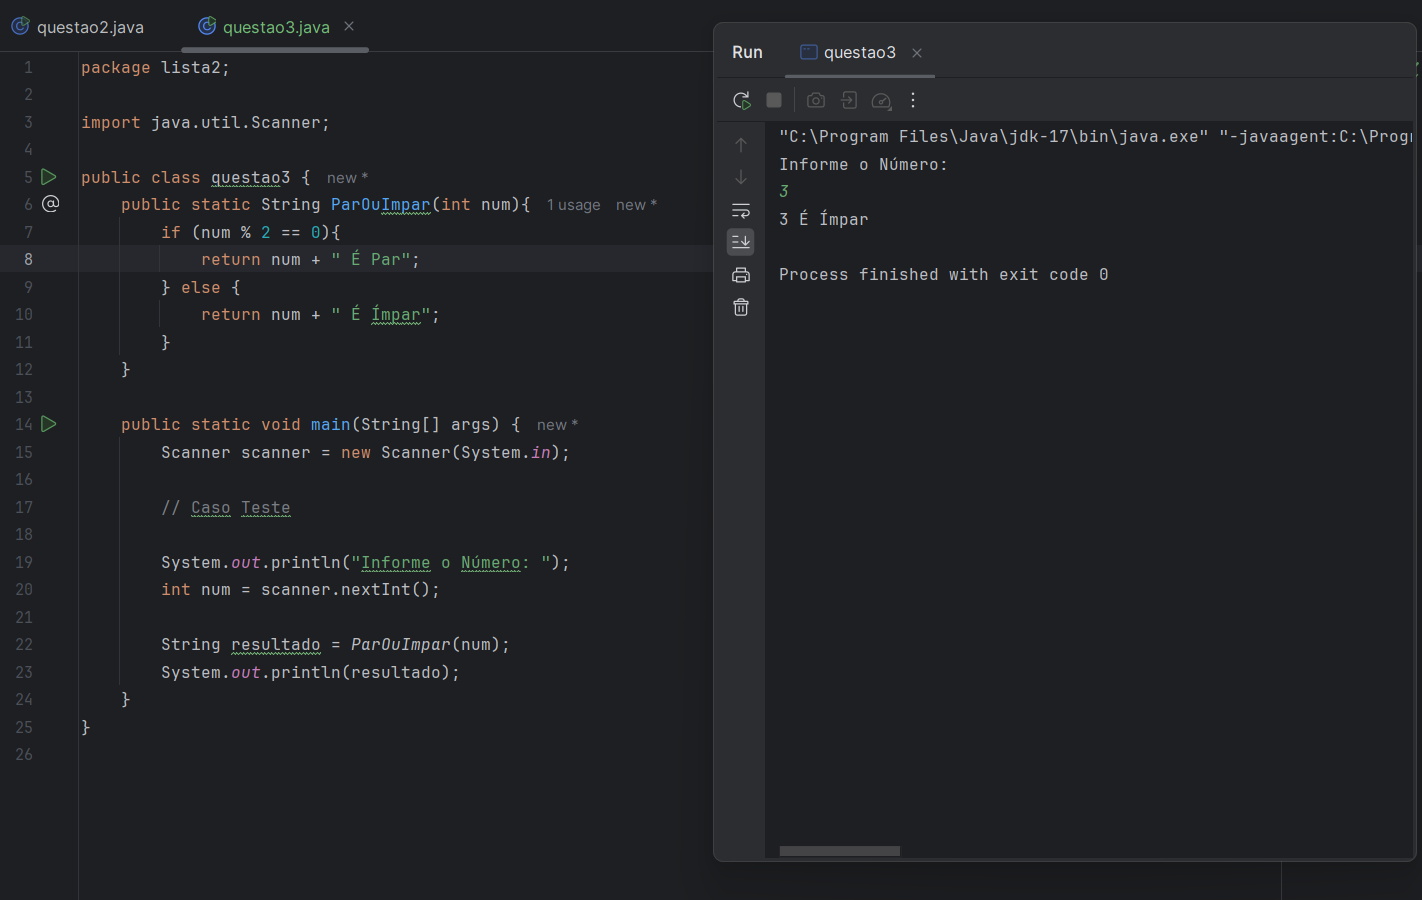 questao2.java questao3.java
1 package lista2;
2
3 import java.util.Scanner;
4
5 public class questao3 { new *
6 public static String ParOuImpar(int num){ 1 usage new *
7 if (num % 2 == 0){
8 return num + " É Par";
9 } else {
10 return num + " É Ímpar";
11 }
12 }
13
14 public static void main(String[] args) { new *
15 Scanner scanner = new Scanner(System.in);
16
17 // Caso Teste
18
19 System.out.println("Informe o Número: ");
20 int num = scanner.nextInt();
21
22 String resultado = ParOuImpar(num);
23 System.out.println(resultado);
24 }
25 }
26
Run questao3
"C:\Program Files\Java\jdk-17\bin\java.exe" "-javaagent:C:\Progr
Informe o Número:
3
3 É Ímpar
Process finished with exit code 0